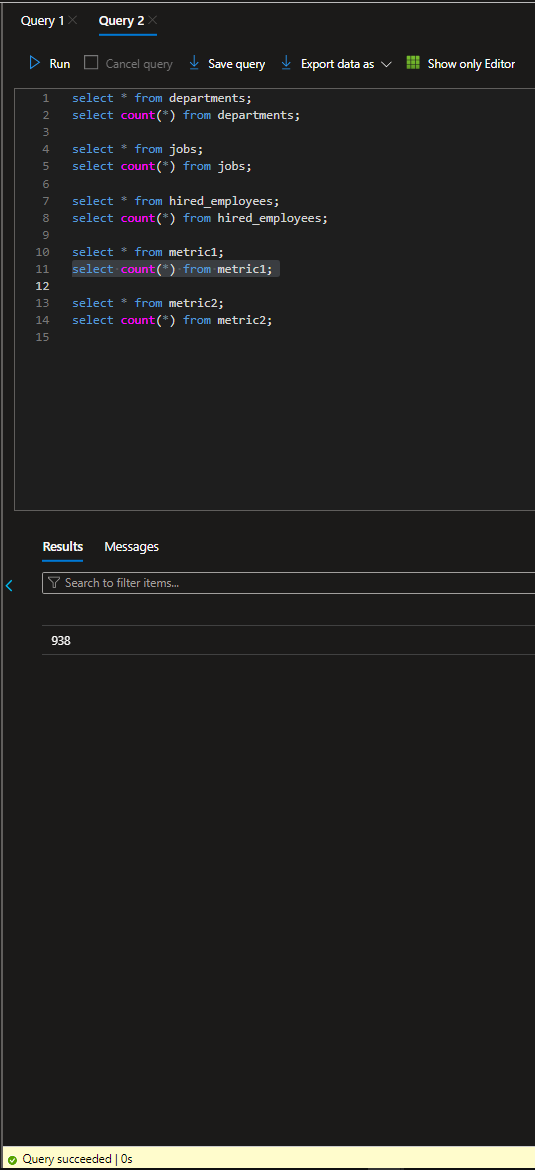 Query 1 Query 2
Run Cancel query Save query Export data as Show only Editor
1 select * from departments;
2 select count(*) from departments;
3
4 select * from jobs;
5 select count(*) from jobs;
6
7 select * from hired_employees;
8 select count(*) from hired_employees;
9
10 select * from metric1;
11 select count(*) from metric1;
12
13 select * from metric2;
14 select count(*) from metric2;
15
Results Messages
Search to filter items...
938
Query succeeded | 0s